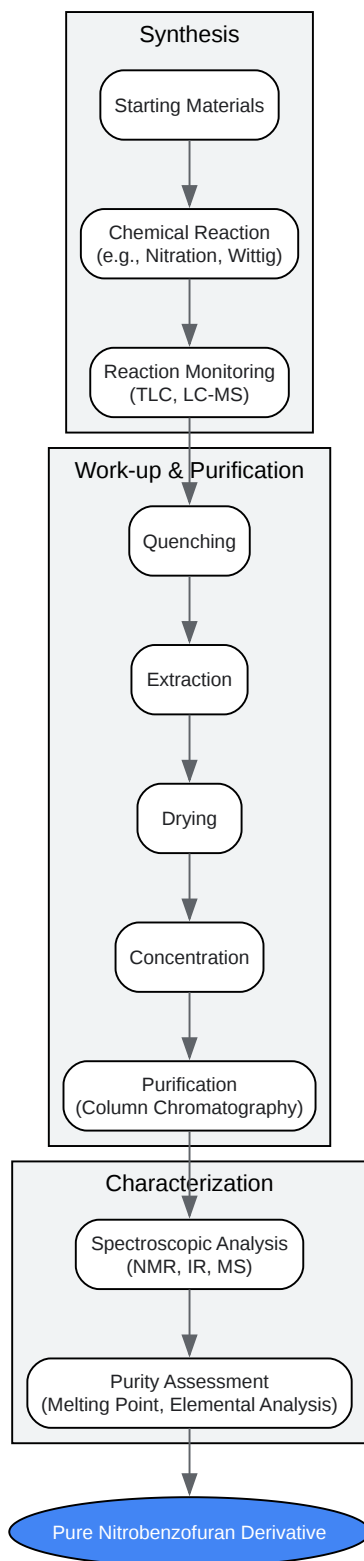 Synthesis
Starting Materials
Chemical Reaction
(e.g., Nitration, Wittig)
Reaction Monitoring
(TLC, LC-MS)
Work-up & Purification
Quenching
Extraction
Drying
Concentration
Purification
(Column Chromatography)
Characterization
Spectroscopic Analysis
(NMR, IR, MS)
Purity Assessment
(Melting Point, Elemental Analysis)
Pure Nitrobenzofuran Derivative